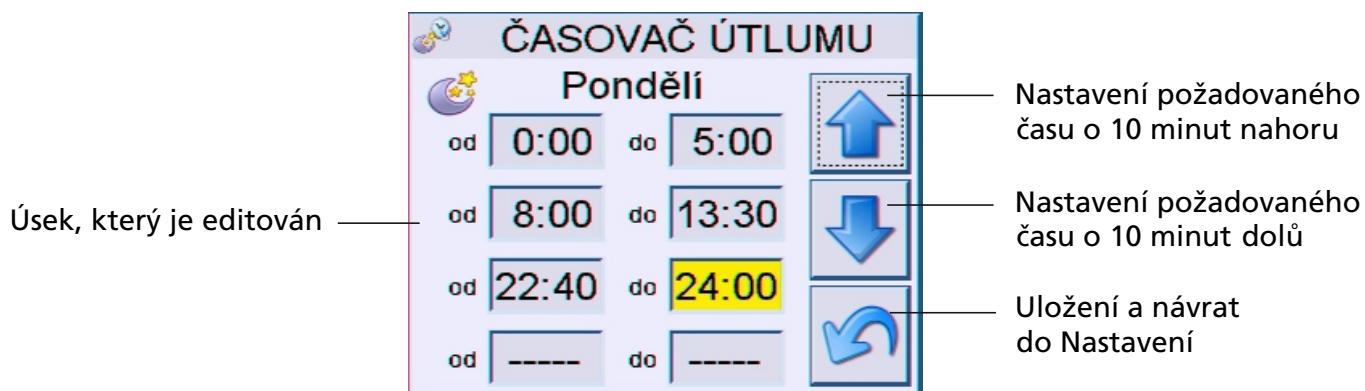 ČASOVAČ ÚTLUMU
Pondělí
od 0:00 do 5:00
od 8:00 do 13:30
od 22:40 do 24:00
od ----- do -----
Úsek, který je editován
Nastavení požadovaného
času o 10 minut nahoru
Nastavení požadovaného
času o 10 minut dolů
Uložení a návrat
do Nastavení